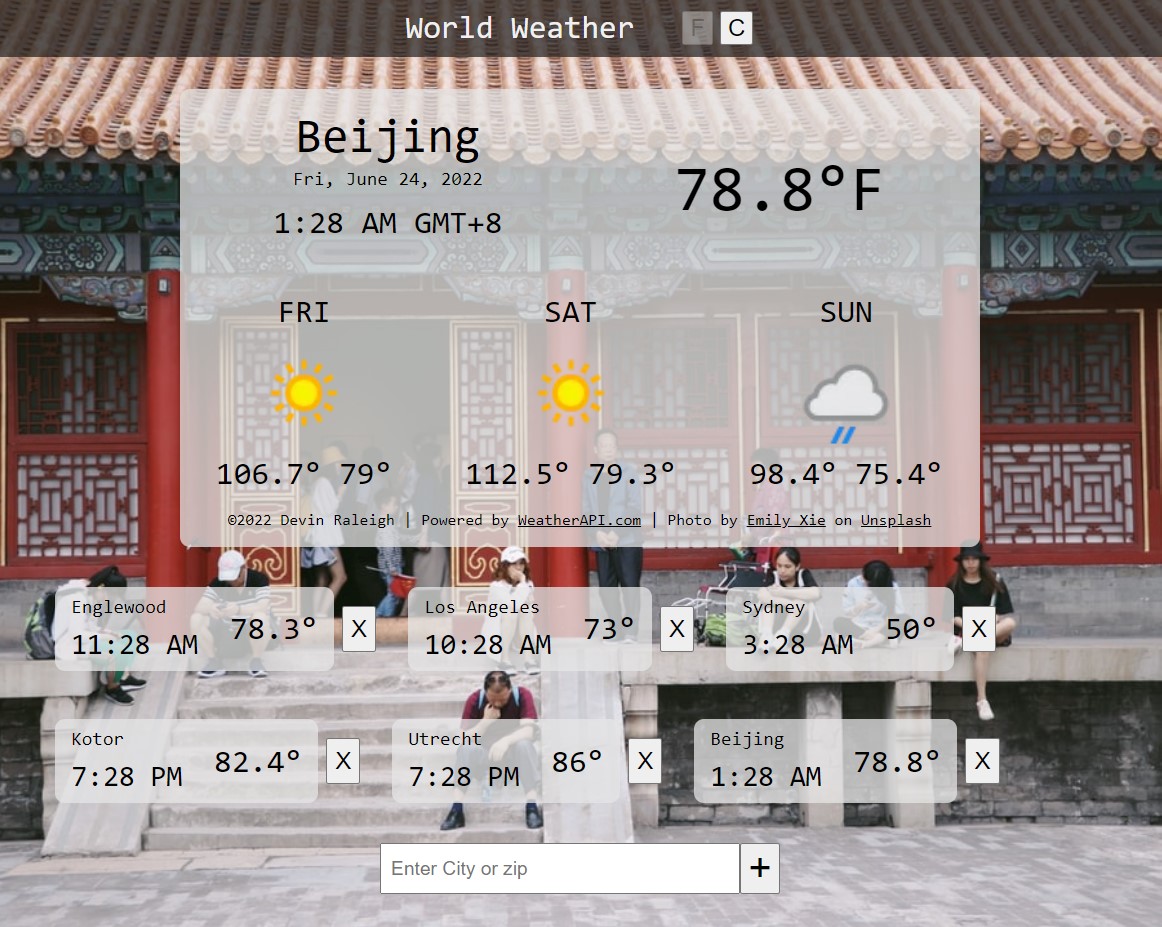 World Weather F C
Beijing
Fri, June 24, 2022
1:28 AM GMT+8
78.8°F
FRI SAT SUN
106.7° 79° 112.5° 79.3° 98.4° 75.4°
©2022 Devin Raleigh | Powered by WeatherAPI.com | Photo by Emily Xie on Unsplash
Englewood
11:28 AM
78.3° X
Los Angeles
10:28 AM
73° X
Sydney
3:28 AM
50° X
Kotor
7:28 PM
82.4° X
Utrecht
7:28 PM
86° X
Beijing
1:28 AM
78.8° X
Enter City or zip +